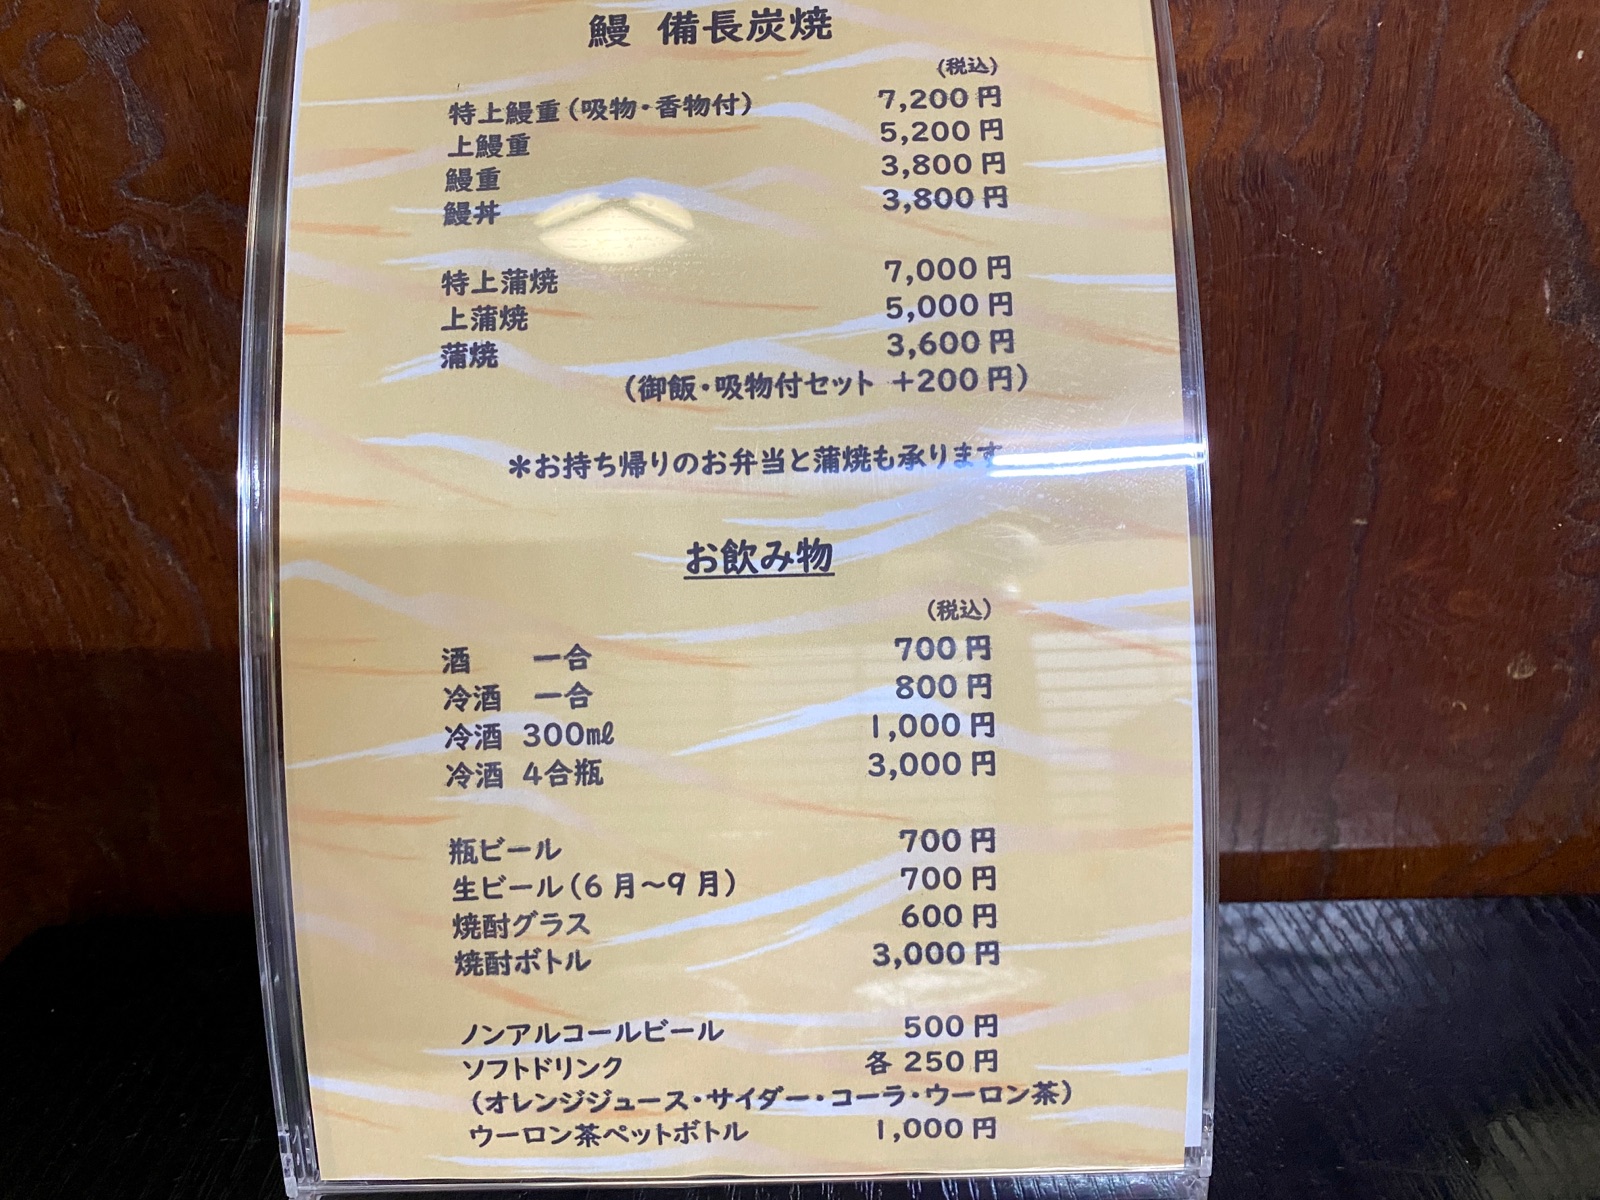 鰻 備長炭焼
(税込)
特上鰻重(吸物・香物付) 7,200円
上鰻重 5,200円
鰻重 3,800円
鰻丼 3,800円
特上蒲焼 7,000円
上蒲焼 5,000円
蒲焼 3,600円
(御飯・吸物付セット +200円)
*お持ち帰りのお弁当と蒲焼も承ります
お飲み物
(税込)
酒 一合 700円
冷酒 一合 800円
冷酒 300㎖ 1,000円
冷酒 4合瓶 3,000円
瓶ビール 700円
生ビール(6月～9月) 700円
焼酎グラス 600円
焼酎ボトル 3,000円
ノンアルコールビール 500円
ソフトドリンク 各250円
(オレンジジュース・サイダー・コーラ・ウーロン茶)
ウーロン茶ペットボトル 1,000円